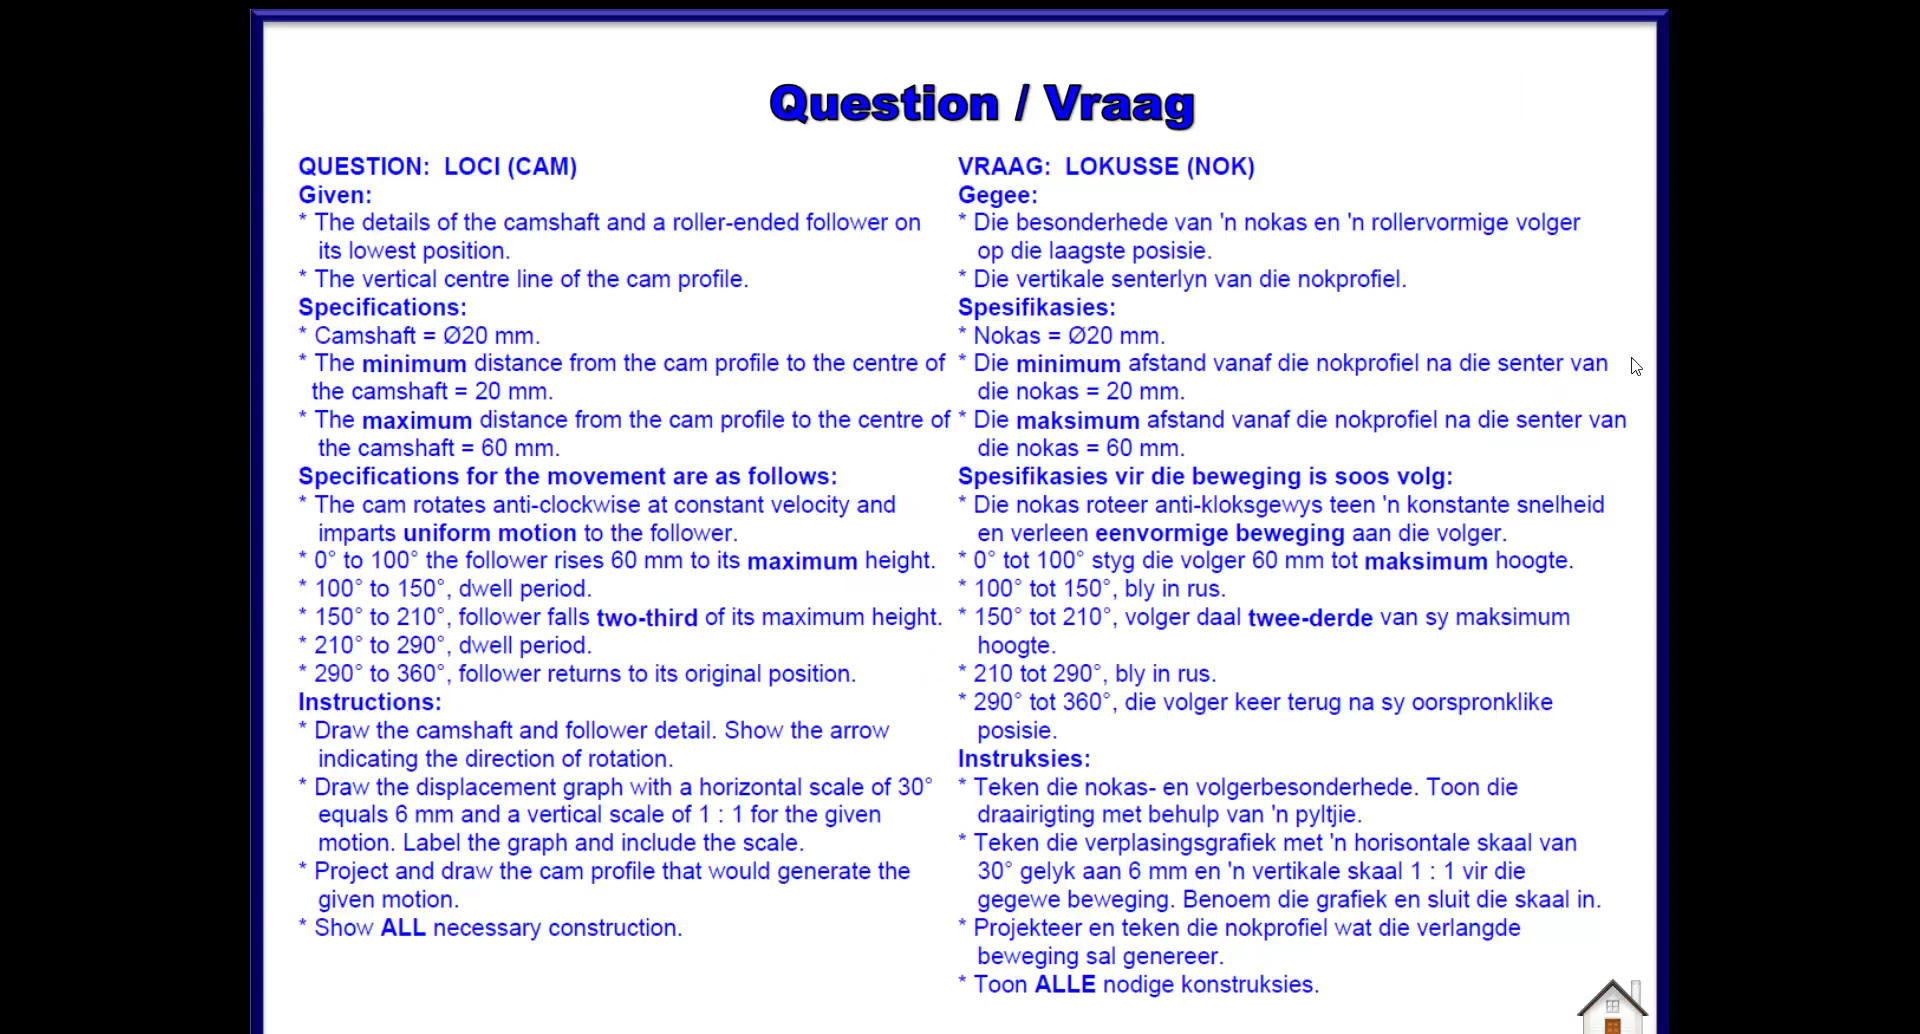 Question / Vraag
QUESTION: LOCI (CAM)
Given:
* The details of the camshaft and a roller-ended follower on
its lowest position.
* The vertical centre line of the cam profile.
Specifications:
* Camshaft = Ø20 mm.
* The minimum distance from the cam profile to the centre of
the camshaft = 20 mm.
* The maximum distance from the cam profile to the centre of
the camshaft = 60 mm.
Specifications for the movement are as follows:
* The cam rotates anti-clockwise at constant velocity and
imparts uniform motion to the follower.
* 0° to 100° the follower rises 60 mm to its maximum height.
* 100° to 150°, dwell period.
* 150° to 210°, follower falls two-third of its maximum height.
* 210° to 290°, dwell period.
* 290° to 360°, follower returns to its original position.
Instructions:
* Draw the camshaft and follower detail. Show the arrow
indicating the direction of rotation.
* Draw the displacement graph with a horizontal scale of 30°
equals 6 mm and a vertical scale of 1 : 1 for the given
motion. Label the graph and include the scale.
* Project and draw the cam profile that would generate the
given motion.
* Show ALL necessary construction.
VRAAG: LOKUSSE (NOK)
Gegee:
* Die besonderhede van 'n nokas en 'n rollervormige volger
op die laagste posisie.
* Die vertikale senterlyn van die nokprofiel.
Spesifikasies:
* Nokas = Ø20 mm.
* Die minimum afstand vanaf die nokprofiel na die senter van
die nokas = 20 mm.
* Die maksimum afstand vanaf die nokprofiel na die senter van
die nokas = 60 mm.
Spesifikasies vir die beweging is soos volg:
* Die nokas roteer anti-kloksgewys teen 'n konstante snelheid
en verleen eenvormige beweging aan die volger.
* 0° tot 100° styg die volger 60 mm tot maksimum hoogte.
* 100° tot 150°, bly in rus.
* 150° tot 210°, volger daal twee-derde van sy maksimum
hoogte.
* 210 tot 290°, bly in rus.
* 290° tot 360°, die volger keer terug na sy oorspronklike
posisie.
Instruksies:
* Teken die nokas- en volgerbesonderhede. Toon die
draairigting met behulp van 'n pyltjie.
* Teken die verplasingsgrafiek met 'n horisontale skaal van
30° gelyk aan 6 mm en 'n vertikale skaal 1 : 1 vir die
gegewe beweging. Benoem die grafiek en sluit die skaal in.
* Projekteer en teken die nokprofiel wat die verlangde
beweging sal genereer.
* Toon ALLE nodige konstruksies.